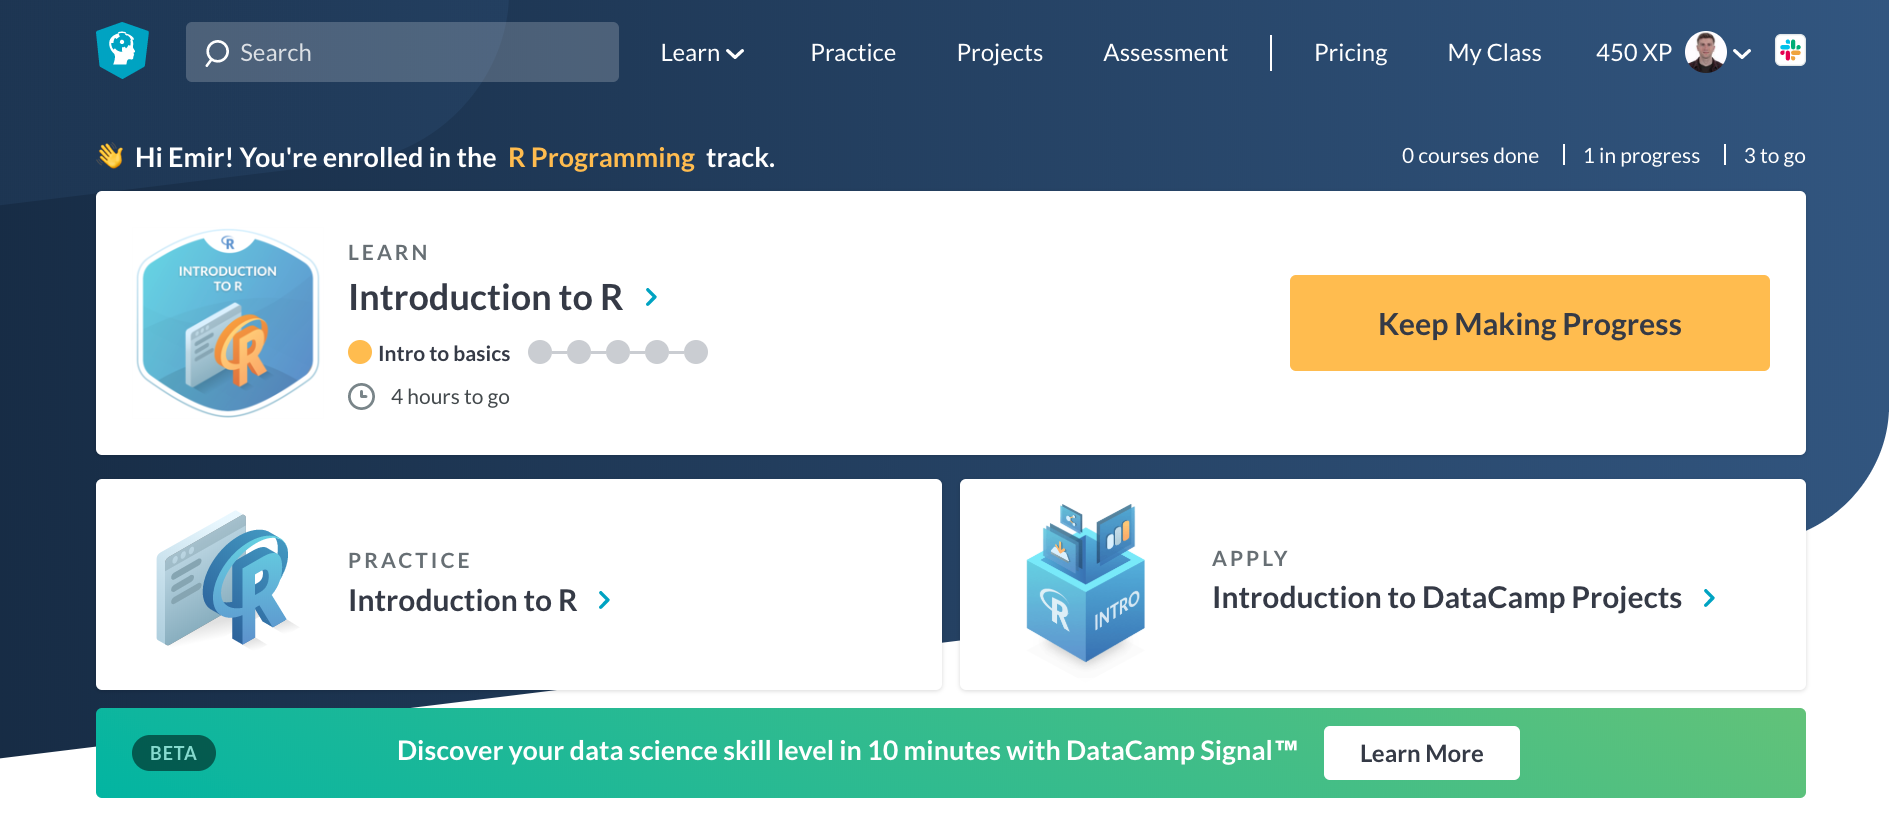 Search
Learn
Practice
Projects
Assessment
Pricing
My Class
450 XP
👋 Hi Emir! You're enrolled in the R Programming track.
0 courses done | 1 in progress | 3 to go
R
INTRODUCTION
TO R
R
LEARN
Introduction to R
Intro to basics
4 hours to go
Keep Making Progress
R
PRACTICE
Introduction to R
R INTRO
APPLY
Introduction to DataCamp Projects
BETA
Discover your data science skill level in 10 minutes with DataCamp Signal™
Learn More